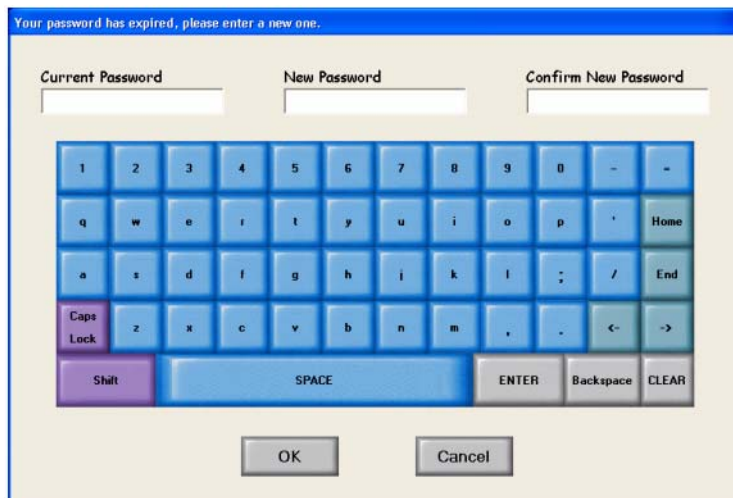 Your password has expired, please enter a new one.
Current Password New Password Confirm New Password
1 2 3 4 5 6 7 8 9 0 - =
q w e r t y u i o p ' Home
a s d f g h j k l ; / End
Caps Lock z x c v b n m , . <- ->
Shift SPACE ENTER Backspace CLEAR
OK Cancel